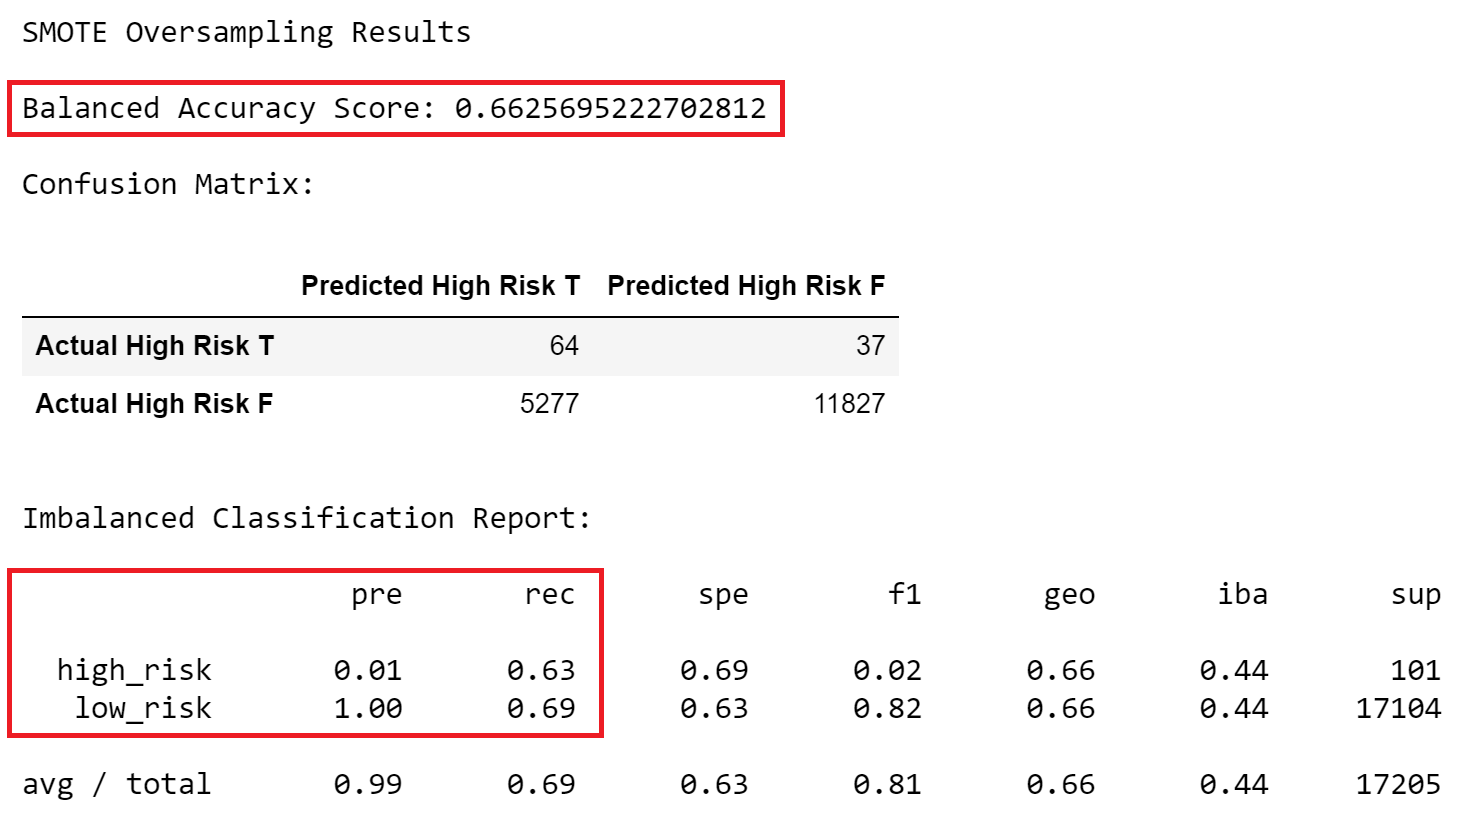 SMOTE Oversampling Results
Balanced Accuracy Score: 0.6625695222702812
Confusion Matrix:
Predicted High Risk T Predicted High Risk F
Actual High Risk T 64 37
Actual High Risk F 5277 11827
Imbalanced Classification Report:
pre rec spe f1 geo iba sup
high_risk 0.01 0.63 0.69 0.02 0.66 0.44 101
low_risk 1.00 0.69 0.63 0.82 0.66 0.44 17104
avg / total 0.99 0.69 0.63 0.81 0.66 0.44 17205